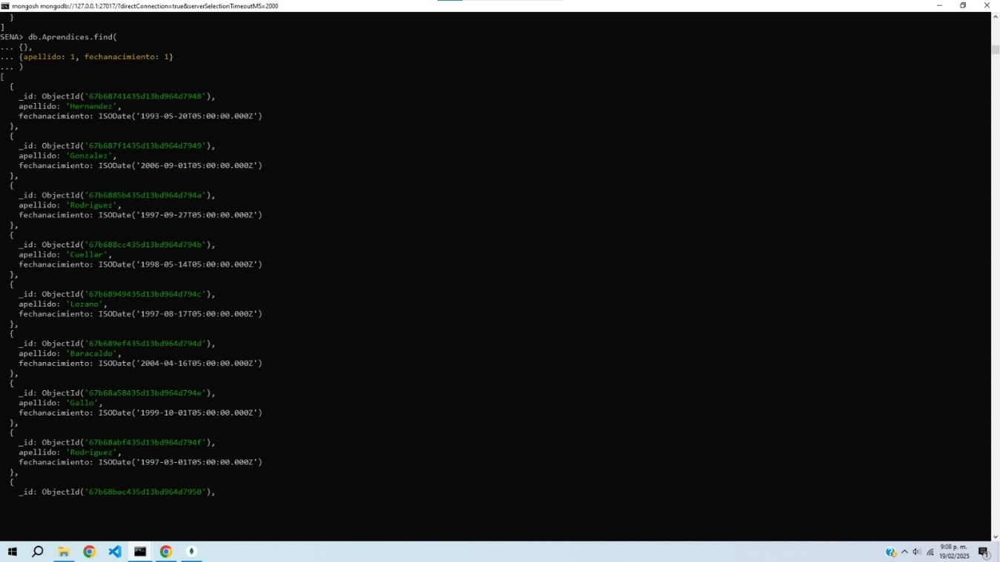 mongosh mongodb://127.0.0.1:27017/?directConnection=true&serverSelectionTimeoutMS=2000
}
]
SENA> db.Aprendices.find(
... {},
... {apellido: 1, fechanacimiento: 1}
... )
[
{
_id: ObjectId('67b68741435d13bd964d7948'),
apellido: 'Hernandez',
fechanacimiento: ISODate('1993-05-20T05:00:00.000Z')
},
{
_id: ObjectId('67b687f1435d13bd964d7949'),
apellido: 'Gonzalez',
fechanacimiento: ISODate('2006-09-01T05:00:00.000Z')
},
{
_id: ObjectId('67b6885b435d13bd964d794a'),
apellido: 'Rodriguez',
fechanacimiento: ISODate('1997-09-27T05:00:00.000Z')
},
{
_id: ObjectId('67b688cc435d13bd964d794b'),
apellido: 'Cuellar',
fechanacimiento: ISODate('1998-05-14T05:00:00.000Z')
},
{
_id: ObjectId('67b68949435d13bd964d794c'),
apellido: 'Lozano',
fechanacimiento: ISODate('1997-08-17T05:00:00.000Z')
},
{
_id: ObjectId('67b689ef435d13bd964d794d'),
apellido: 'Baracaldo',
fechanacimiento: ISODate('2004-04-16T05:00:00.000Z')
},
{
_id: ObjectId('67b68a58435d13bd964d794e'),
apellido: 'Gallo',
fechanacimiento: ISODate('1999-10-01T05:00:00.000Z')
},
{
_id: ObjectId('67b68abf435d13bd964d794f'),
apellido: 'Rodriguez',
fechanacimiento: ISODate('1997-03-01T05:00:00.000Z')
},
{
_id: ObjectId('67b68bac435d13bd964d7950'),
9:08 p. m.
19/02/2025
1